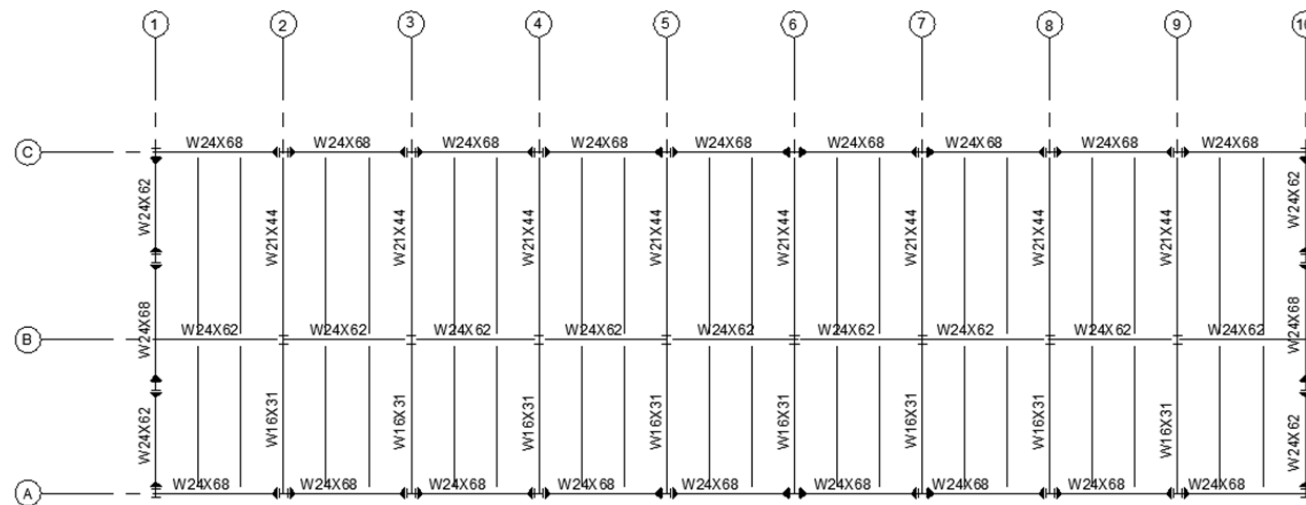 1 2 3 4 5 6 7 8 9
C
W24X68 W24X68 W24X68 W24X68 W24X68 W24X68 W24X68 W24X68 W24X68
W24X62 W21X44 W21X44 W21X44 W21X44 W21X44 W21X44 W21X44 W21X44 W24X62
B
W24X62 W24X62 W24X62 W24X62 W24X62 W24X62 W24X62 W24X62 W24X62
W24X68 W24X68
W24X62 W16X31 W16X31 W16X31 W16X31 W16X31 W16X31 W16X31 W16X31 W24X62
A
W24X68 W24X68 W24X68 W24X68 W24X68 W24X68 W24X68 W24X68 W24X68